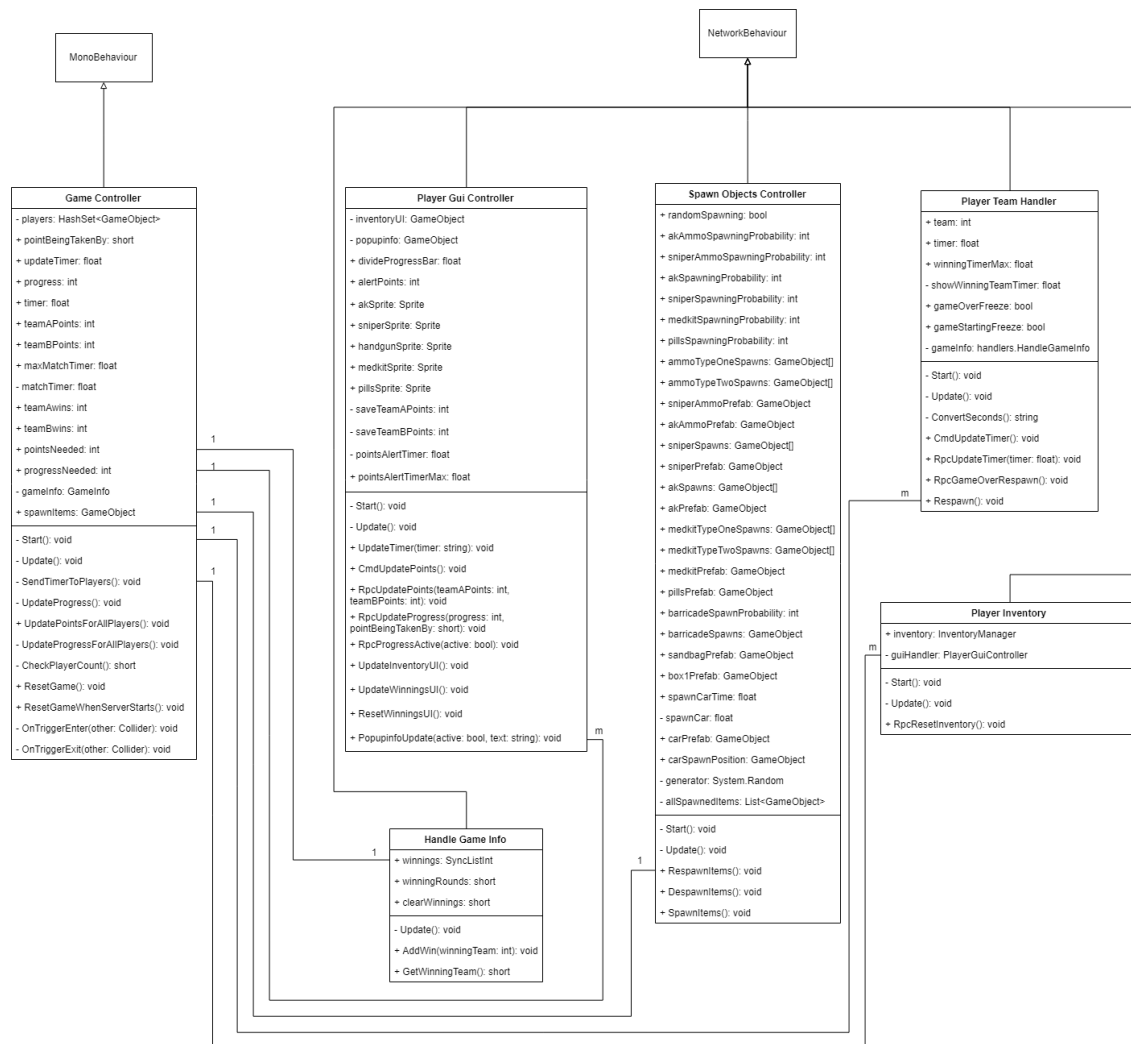 NetworkBehaviour
MonoBehaviour
Game Controller
- players: HashSet<GameObject>
+ pointBeingTakenBy: short
+ updateTimer: float
+ progress: int
+ timer: float
+ teamAPoints: int
+ teamBPoints: int
+ maxMatchTimer: float
- matchTimer: float
+ teamAwins: int
+ teamBwins: int
+ pointsNeeded: int
+ progressNeeded: int
- gameInfo: GameInfo
+ spawnItems: GameObject
- Start(): void
- Update(): void
- SendTimerToPlayers(): void
- UpdateProgress(): void
+ UpdatePointsForAllPlayers(): void
- UpdateProgressForAllPlayers(): void
- CheckPlayerCount(): short
+ ResetGame(): void
+ ResetGameWhenServerStarts(): void
- OnTriggerEnter(other: Collider): void
- OnTriggerExit(other: Collider): void
1
1
1
1
1
Player Gui Controller
- inventoryUI: GameObject
- popupinfo: GameObject
+ divideProgressBar: float
+ alertPoints: int
+ akSprite: Sprite
+ sniperSprite: Sprite
+ handgunSprite: Sprite
+ medkitSprite: Sprite
+ pillsSprite: Sprite
- saveTeamAPoints: int
- saveTeamBPoints: int
- pointsAlertTimer: float
+ pointsAlertTimerMax: float
- Start(): void
- Update(): void
+ UpdateTimer(timer: string): void
+ CmdUpdatePoints(): void
+ RpcUpdatePoints(teamAPoints: int,
teamBPoints: int): void
+ RpcUpdateProgress(progress: int,
pointBeingTakenBy: short): void
+ RpcProgressActive(active: bool): void
+ UpdateInventoryUI(): void
+ UpdateWinningsUI(): void
+ ResetWinningsUI(): void
+ PopupinfoUpdate(active: bool, text: string): void
m
Handle Game Info
+ winnings: SyncListInt
+ winningRounds: short
+ clearWinnings: short
- Update(): void
+ AddWin(winningTeam: int): void
+ GetWinningTeam(): short
1
Spawn Objects Controller
+ randomSpawning: bool
+ akAmmoSpawningProbability: int
+ sniperAmmoSpawningProbability: int
+ akSpawningProbability: int
+ sniperSpawningProbability: int
+ medkitSpawningProbability: int
+ pillsSpawningProbability: int
+ ammoTypeOneSpawns: GameObject[]
+ ammoTypeTwoSpawns: GameObject[]
+ sniperAmmoPrefab: GameObject
+ akAmmoPrefab: GameObject
+ sniperSpawns: GameObject[]
+ sniperPrefab: GameObject
+ akSpawns: GameObject[]
+ akPrefab: GameObject
+ medkitTypeOneSpawns: GameObject[]
+ medkitTypeTwoSpawns: GameObject[]
+ medkitPrefab: GameObject
+ pillsPrefab: GameObject
+ barricadeSpawnProbability: int
+ barricadeSpawns: GameObject
+ sandbagPrefab: GameObject
+ box1Prefab: GameObject
+ spawnCarTime: float
- spawnCar: float
+ carPrefab: GameObject
+ carSpawnPosition: GameObject
- generator: System.Random
- allSpawnedItems: List<GameObject>
- Start(): void
- Update(): void
+ RespawnItems(): void
+ DespawnItems(): void
+ SpawnItems(): void
1
Player Team Handler
+ team: int
+ timer: float
+ winningTimerMax: float
- showWinningTeamTimer: float
+ gameOverFreeze: bool
+ gameStartingFreeze: bool
- gameInfo: handlers.HandleGameInfo
- Start(): void
- Update(): void
- ConvertSeconds(): string
+ CmdUpdateTimer(): void
+ RpcUpdateTimer(timer: float): void
+ RpcGameOverRespawn(): void
+ Respawn(): void
m
Player Inventory
+ inventory: InventoryManager
- guiHandler: PlayerGuiController
- Start(): void
- Update(): void
+ RpcResetInventory(): void
m